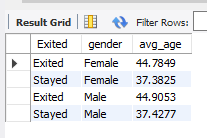 Result Grid Filter Rows:
Exited gender avg_age
Exited Female 44.7849
Stayed Female 37.3825
Exited Male 44.9053
Stayed Male 37.4277